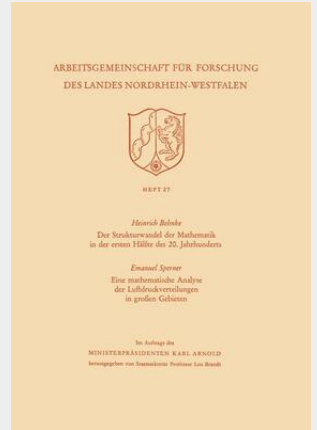 ARBEITSGEMEINSCHAFT FÜR FORSCHUNG
DES LANDES NORDRHEIN-WESTFALEN
HEFT 27
Heinrich Behnke
Der Strukturwandel der Mathematik
in der ersten Hälfte des 20. Jahrhunderts
Emanuel Sperner
Eine mathematische Analyse
der Luftdruckverteilungen
in großen Gebieten
Im Auftrage des
MINISTERPRÄSIDENTEN KARL ARNOLD
herausgegeben von Staatssekretär Professor Leo Brandt